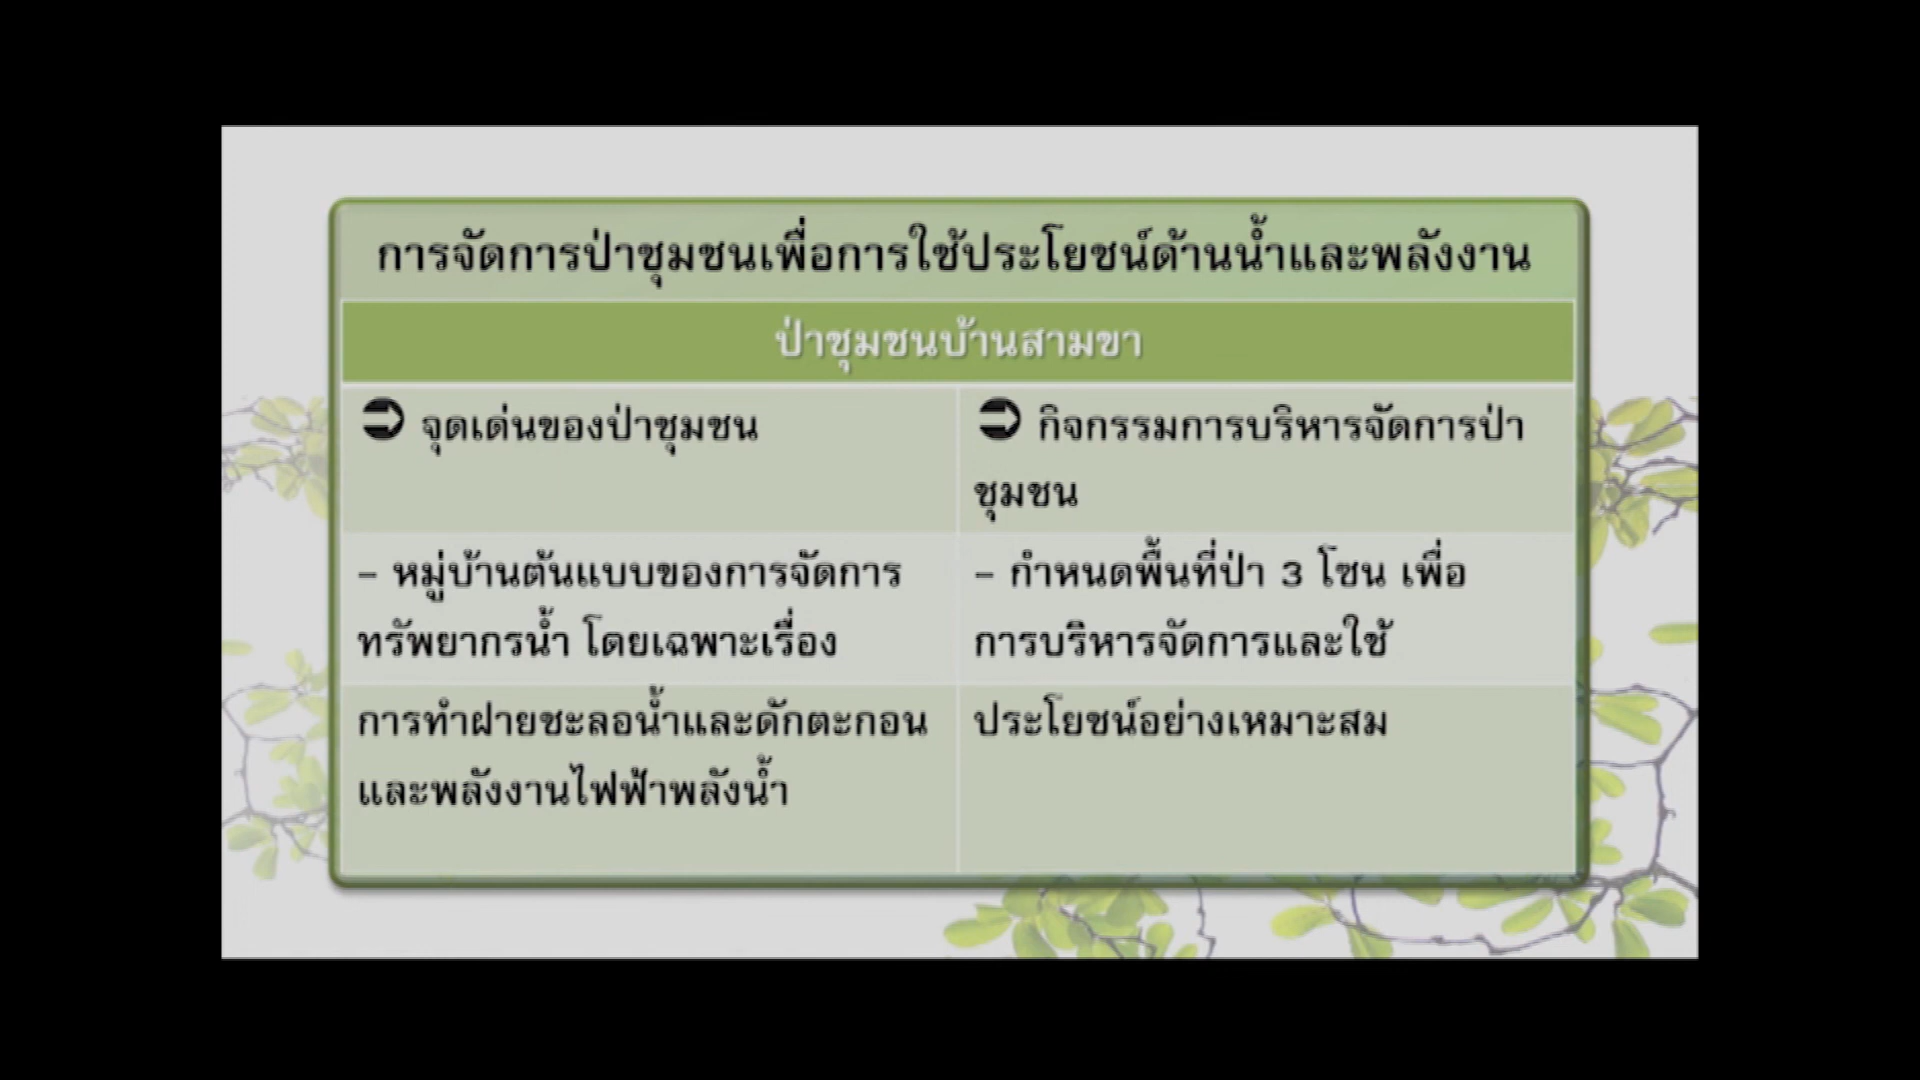 การจัดการป่าชุมชนเพื่อการใช้ประโยชน์ด้านน้ำและพลังงาน
ป่าชุมชนบ้านสามขา
➲ จุดเด่นของป่าชุมชน
➲ กิจกรรมการบริหารจัดการป่า
ชุมชน
– หมู่บ้านต้นแบบของการจัดการ
ทรัพยากรน้ำ โดยเฉพาะเรื่อง
– กำหนดพื้นที่ป่า 3 โซน เพื่อ
การบริหารจัดการและใช้
การทำฝายชะลอน้ำและดักตะกอน
และพลังงานไฟฟ้าพลังน้ำ
ประโยชน์อย่างเหมาะสม